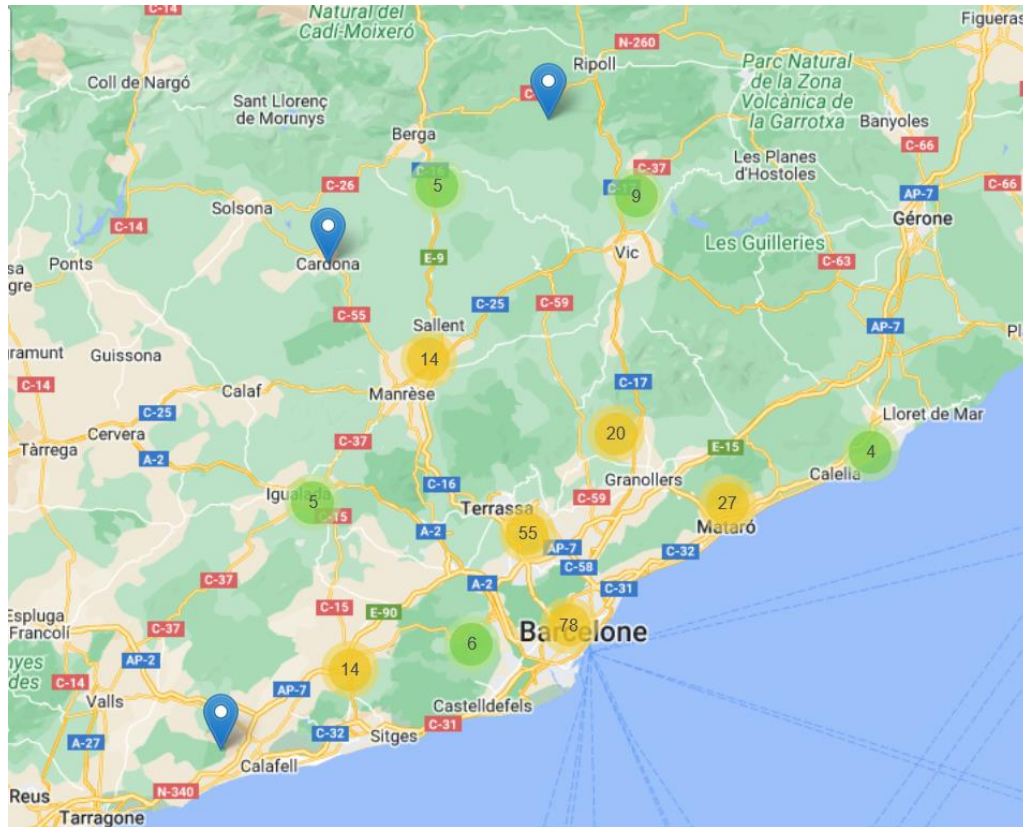 C-14
Natural del
Cadí-Moixeró
Figueras
N-260
Ripoll
Parc Natural
de la Zona
Volcànica de
la Garrotxa
Coll de Nargó
Sant Llorenç
de Morunys
Berga
Banyoles
C-66
Les Planes
d'Hostoles
C-37
C-26
5
9
AP-7
C-66
Solsona
Gérone
C-14
Vic
Les Guilleries
Ponts
Cardona
E-9
C-63
C-25
C-59
C-55
Sallent
AP-7
Guissona
14
C-14
Calaf
Manrèse
C-17
C-25
Cervera
20
Lloret de Mar
Tàrrega
C-37
E-15
4
A-2
Calella
C-16
Granollers
Igualada
5
C-15
Terrassa
C-59
27
Mataró
A-2
55
AP-7
C-32
C-58
C-37
A-2
C-31
C-15
E-90
Espluga
Francolí
C-37
78
Barcelone
6
AP-2
14
C-14
AP-7
Valls
Castelldefels
C-31
A-27
C-32
Sitges
Calafell
N-340
Reus
Tarragone